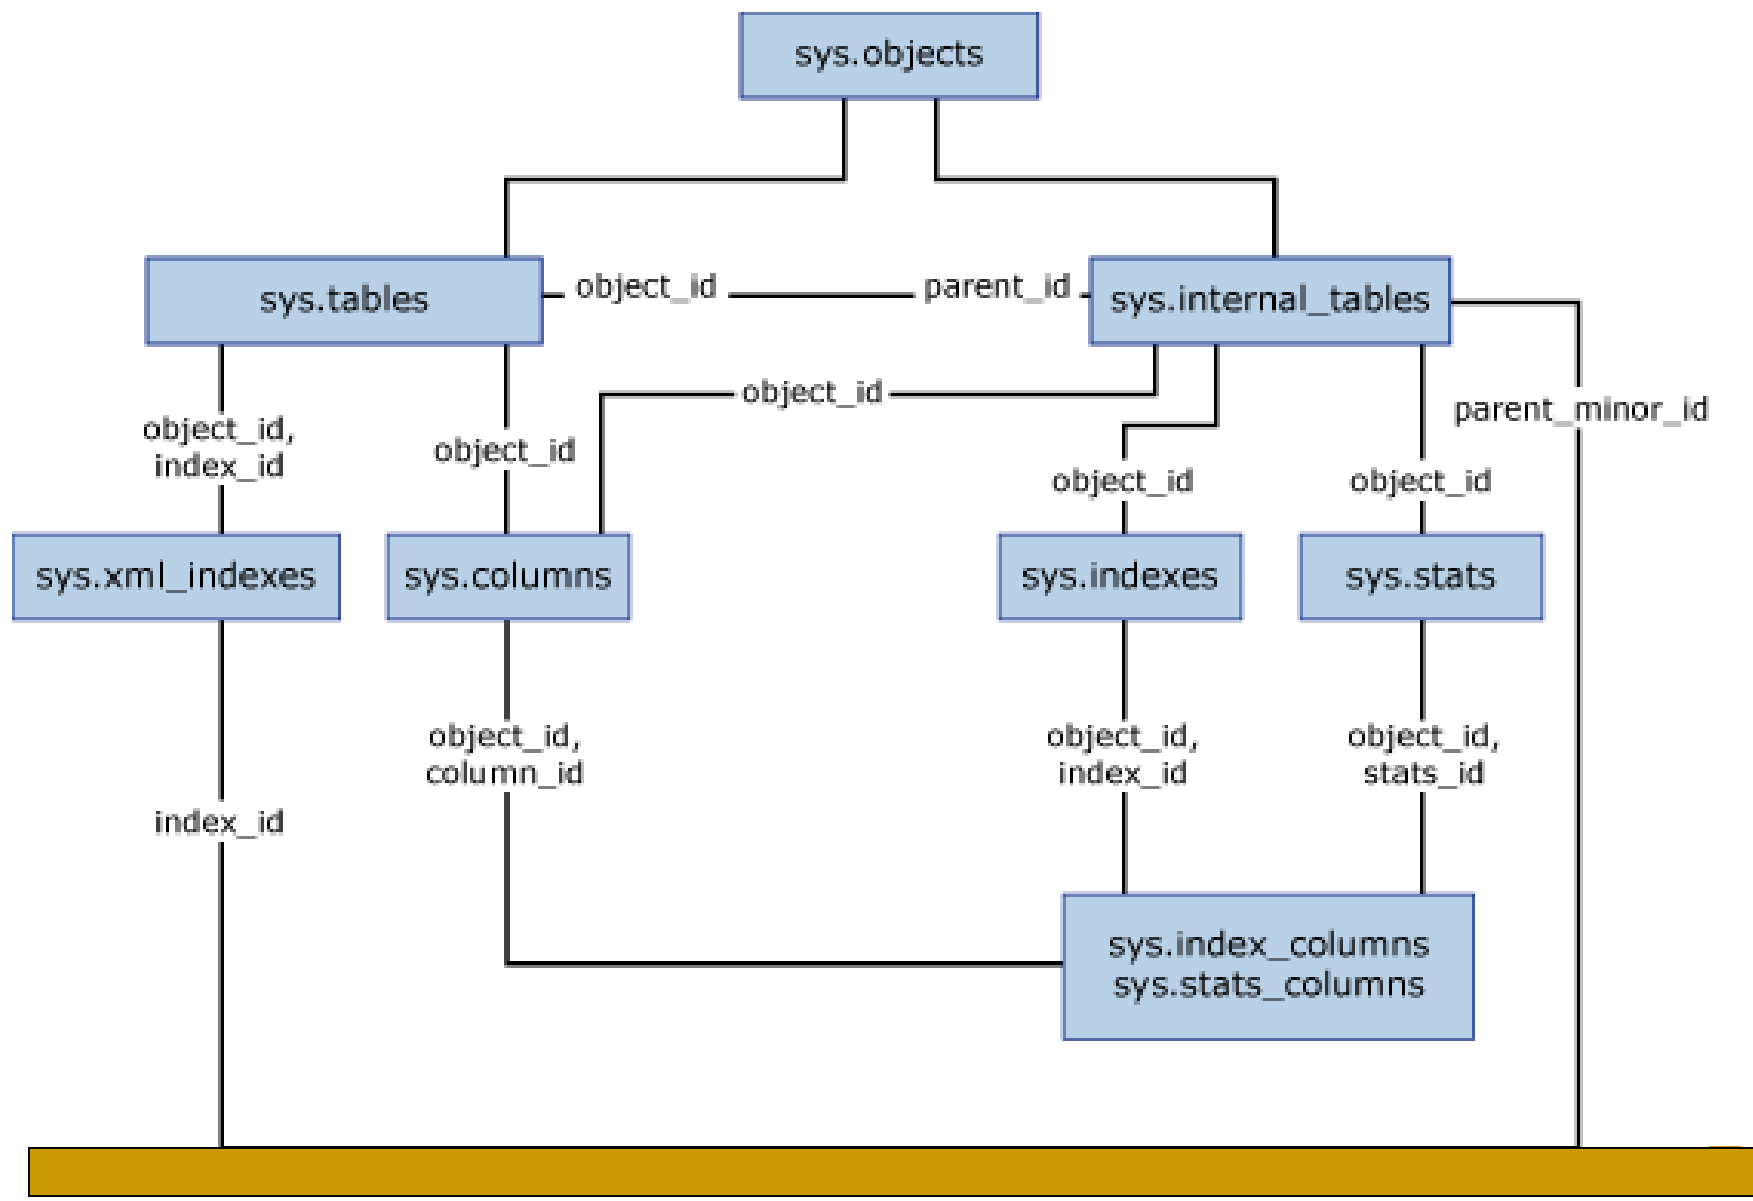 sys.objects
sys.tables
object_id
parent_id
sys.internal_tables
object_id
parent_minor_id
object_id,
index_id
object_id
object_id
object_id
sys.xml_indexes
sys.columns
sys.indexes
sys.stats
object_id,
column_id
object_id,
index_id
object_id,
stats_id
index_id
sys.index_columns
sys.stats_columns